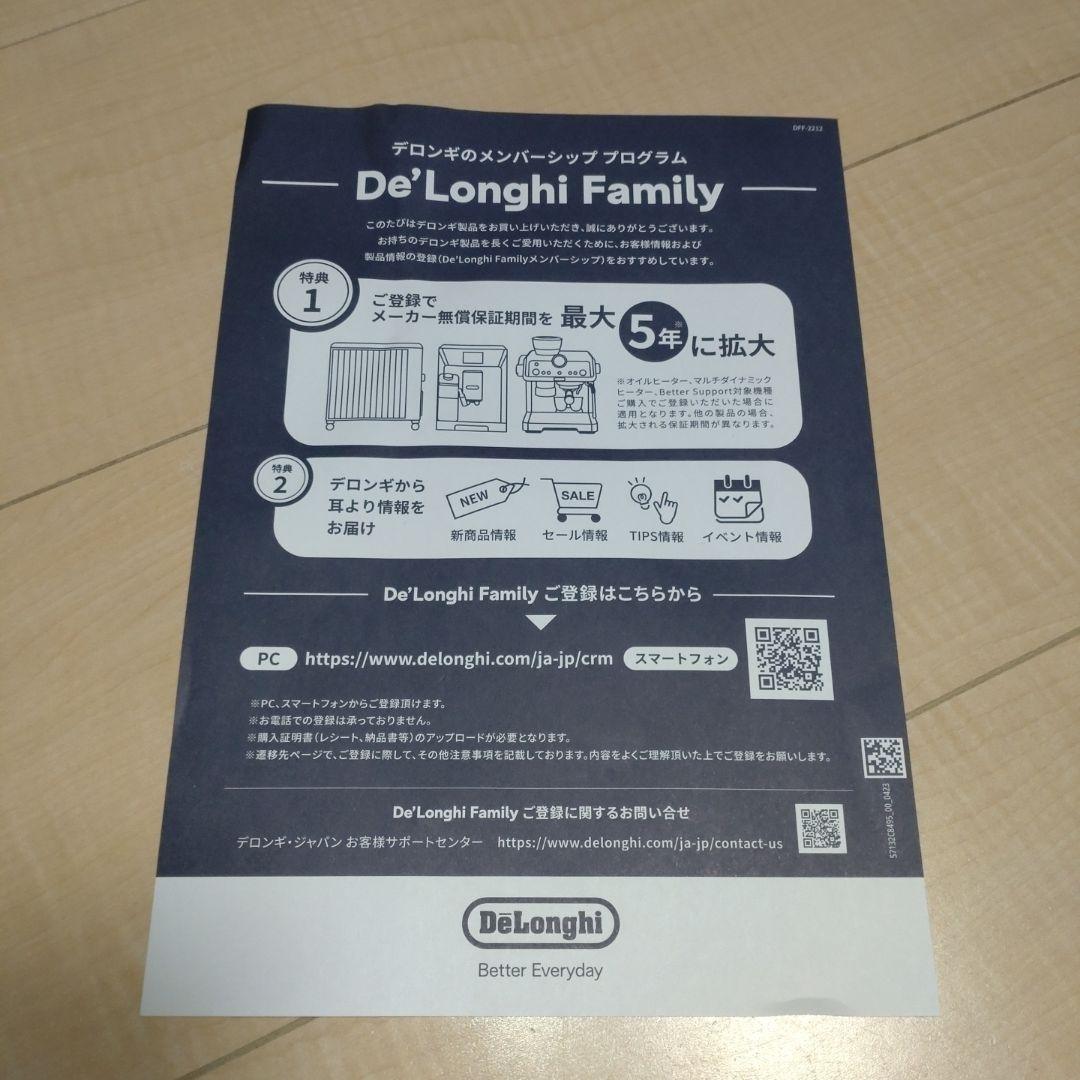 DFF-2212
デロンギのメンバーシップ プログラム
De'Longhi Family
このたびはデロンギ製品をお買い上げいただき、誠にありがとうございます。
お持ちのデロンギ製品を長くご愛用いただくために、お客様情報および
製品情報の登録(De'Longhi Familyメンバーシップ)をおすすめしています。
特典
1
ご登録で
メーカー無償保証期間を 最大 5年※ に拡大
※オイルヒーター、マルチダイナミック
ヒーター、Better Support対象機種
ご購入でご登録いただいた場合に
適用となります。他の製品の場合、
拡大される保証期間が異なります。
特典
2
デロンギから
耳より情報を
お届け
NEW
SALE
新商品情報 セール情報 TIPS情報 イベント情報
De'Longhi Family ご登録はこちらから
PC https://www.delonghi.com/ja-jp/crm スマートフォン
※PC、スマートフォンからご登録頂けます。
※お電話での登録は承っておりません。
※購入証明書(レシート、納品書等)のアップロードが必要となります。
※遷移先ページで、ご登録に際して、その他注意事項を記載しております。内容をよくご理解頂いた上でご登録をお願いします。
57132C8495_00_0423
De'Longhi Family ご登録に関するお問い合せ
デロンギ・ジャパン お客様サポートセンター https://www.delonghi.com/ja-jp/contact-us
DēLonghi
Better Everyday